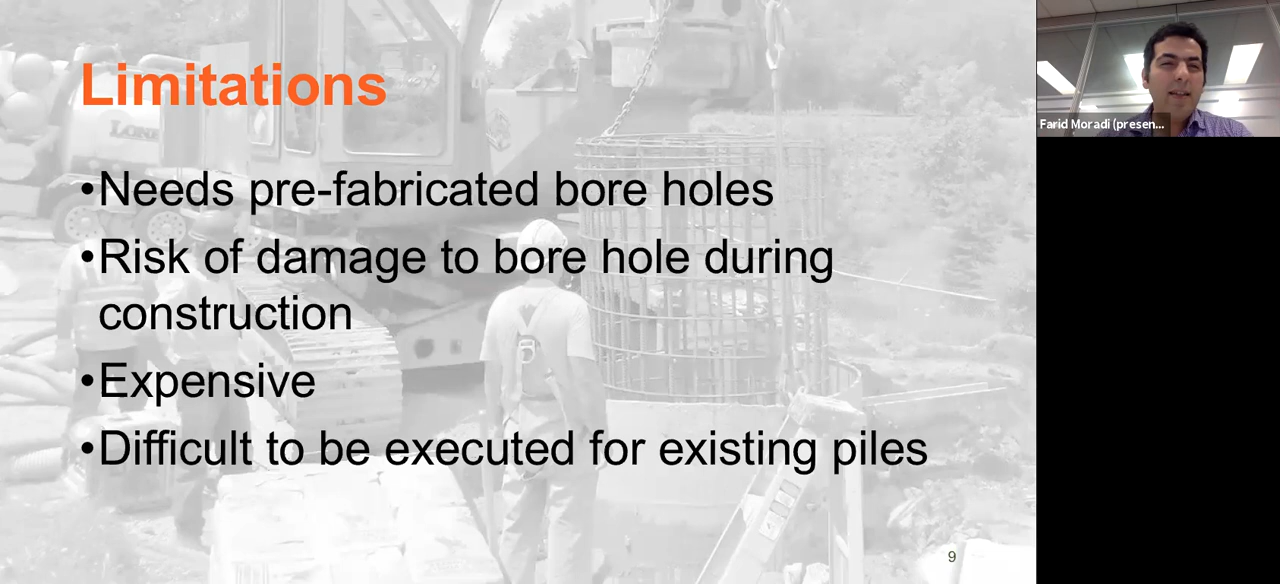 Limitations
•Needs pre-fabricated bore holes
•Risk of damage to bore hole during
construction
•Expensive
•Difficult to be executed for existing piles
9
Farid Moradi (presen...